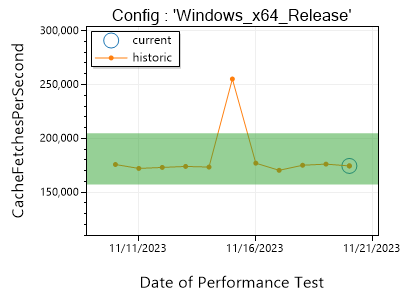 Config : 'Windows_x64_Release'
300,000
250,000
200,000
150,000
CacheFetchesPerSecond
current
historic
11/11/2023
11/16/2023
11/21/2023
Date of Performance Test